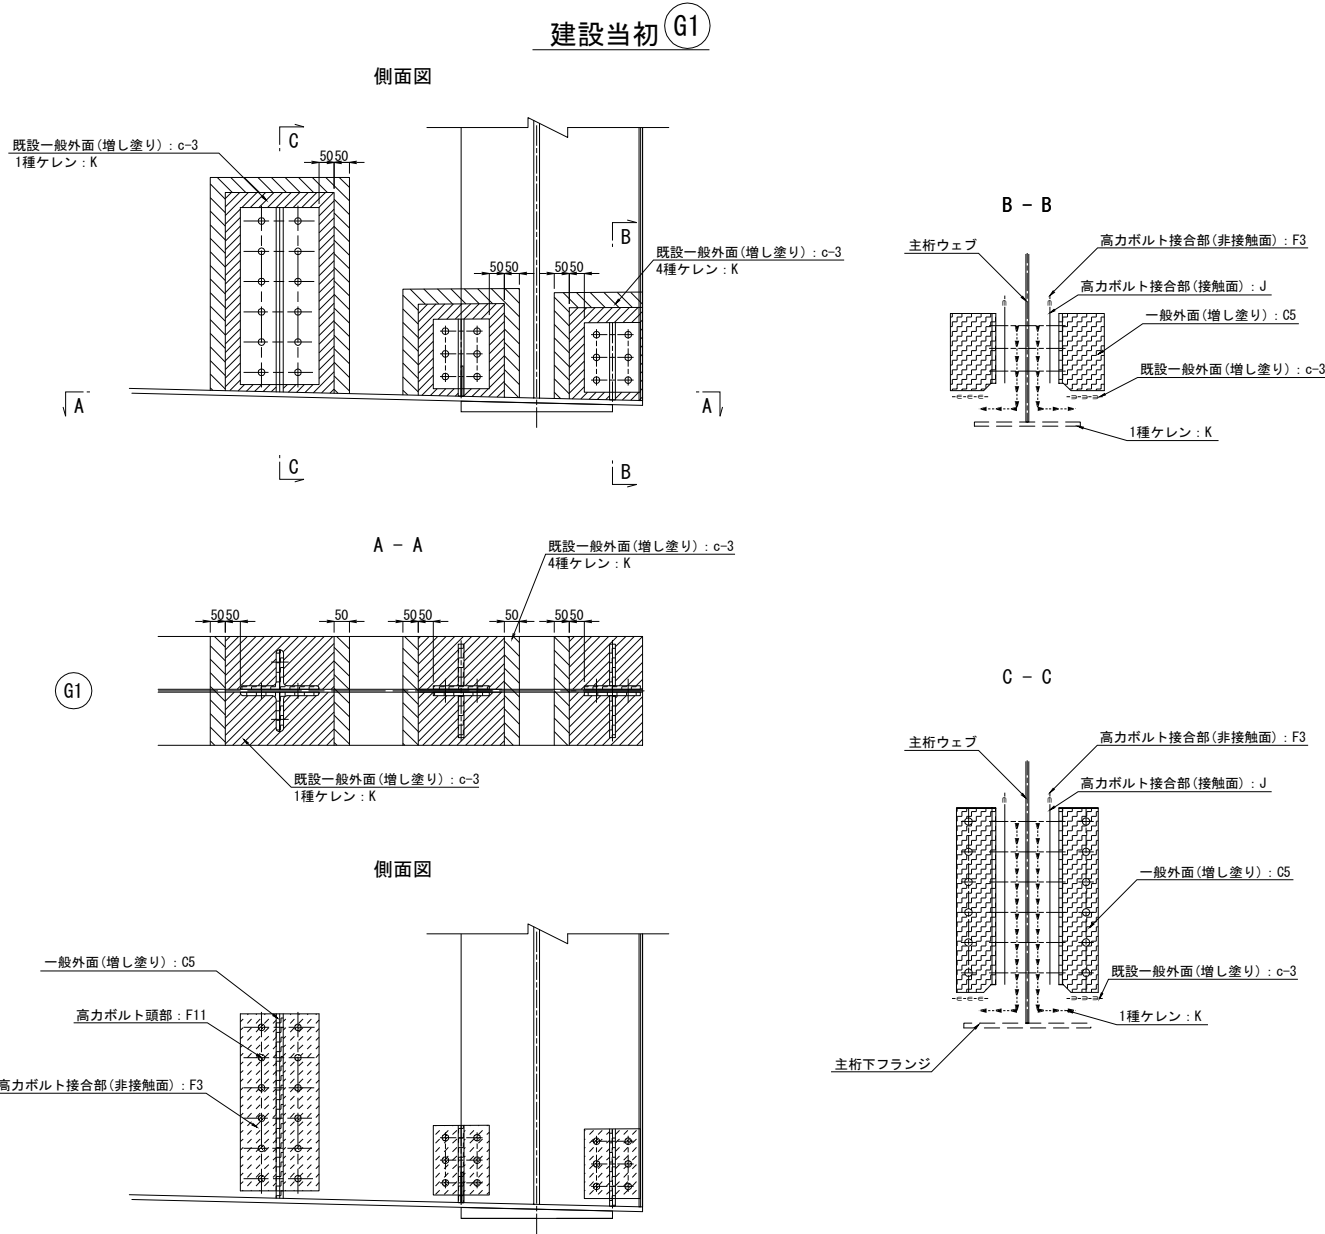 建設当初 G1
側面図
C
既設一般外面(増し塗り):c-3
1種ケレン:K
50 50
B
既設一般外面(増し塗り):c-3
4種ケレン:K
50 50
50 50
A
A
C
B
B - B
主桁ウェブ
高力ボルト接合部(非接触面):F3
高力ボルト接合部(接触面):J
一般外面(増し塗り):C5
既設一般外面(増し塗り):c-3
1種ケレン:K
A - A
既設一般外面(増し塗り):c-3
4種ケレン:K
50 50
50
50 50
50
50 50
G1
既設一般外面(増し塗り):c-3
1種ケレン:K
C - C
主桁ウェブ
高力ボルト接合部(非接触面):F3
高力ボルト接合部(接触面):J
一般外面(増し塗り):C5
既設一般外面(増し塗り):c-3
1種ケレン:K
主桁下フランジ
側面図
一般外面(増し塗り):C5
高力ボルト頭部:F11
高力ボルト接合部(非接触面):F3